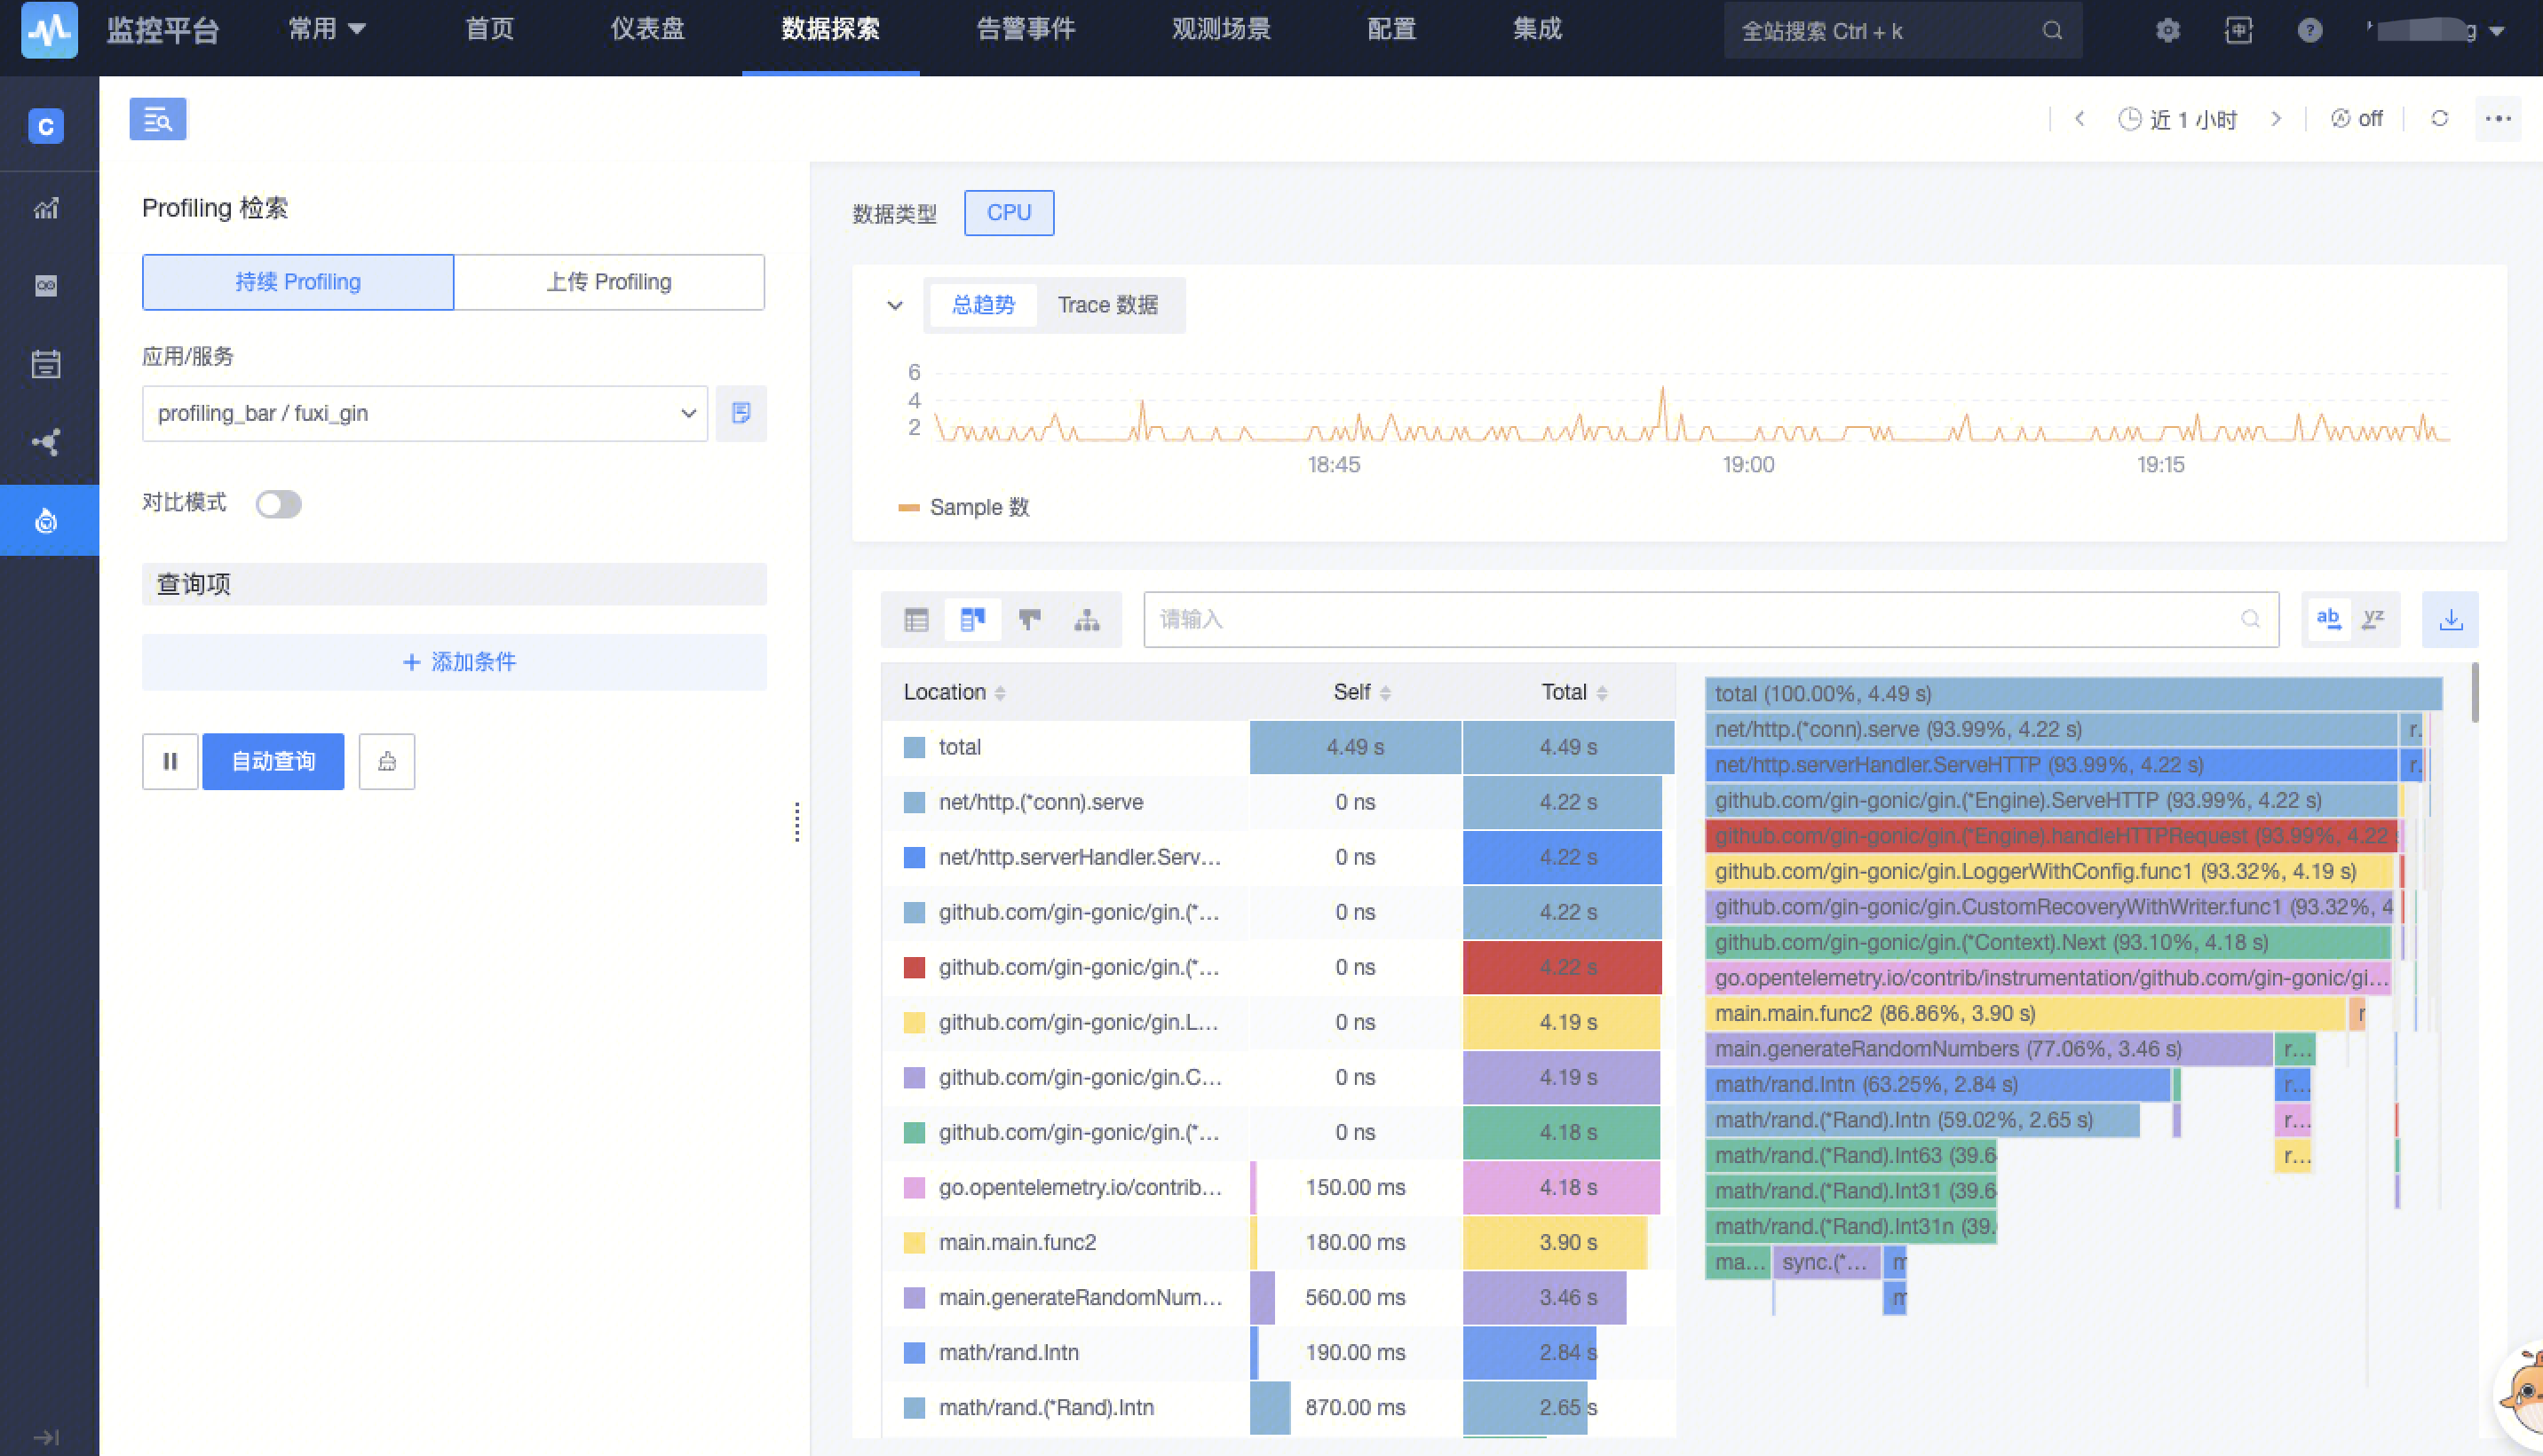 监控平台 常用 首页 仪表盘 数据探索 告警事件 观测场景 配置 集成 全站搜索 Ctrl + k 中 ? g
C
近 1 小时 off
Profiling 检索
持续 Profiling 上传 Profiling
应用/服务
profiling_bar / fuxi_gin
对比模式
查询项
+ 添加条件
自动查询
数据类型 CPU
总趋势 Trace 数据
6
4
2
18:45 19:00 19:15
Sample 数
请输入 ab yz
Location Self Total
total 4.49 s 4.49 s
net/http.(*conn).serve 0 ns 4.22 s
net/http.serverHandler.Serv... 0 ns 4.22 s
github.com/gin-gonic/gin.(*... 0 ns 4.22 s
github.com/gin-gonic/gin.(*... 0 ns 4.22 s
github.com/gin-gonic/gin.L... 0 ns 4.19 s
github.com/gin-gonic/gin.C... 0 ns 4.19 s
github.com/gin-gonic/gin.(*... 0 ns 4.18 s
go.opentelemetry.io/contrib... 150.00 ms 4.18 s
main.main.func2 180.00 ms 3.90 s
main.generateRandomNum... 560.00 ms 3.46 s
math/rand.Intn 190.00 ms 2.84 s
math/rand.(*Rand).Intn 870.00 ms 2.65 s
total (100.00%, 4.49 s)
net/http.(*conn).serve (93.99%, 4.22 s) r.
net/http.serverHandler.ServeHTTP (93.99%, 4.22 s) r.
github.com/gin-gonic/gin.(*Engine).ServeHTTP (93.99%, 4.22 s)
github.com/gin-gonic/gin.(*Engine).handleHTTPRequest (93.99%, 4.22 s
github.com/gin-gonic/gin.LoggerWithConfig.func1 (93.32%, 4.19 s)
github.com/gin-gonic/gin.CustomRecoveryWithWriter.func1 (93.32%, 4
github.com/gin-gonic/gin.(*Context).Next (93.10%, 4.18 s)
go.opentelemetry.io/contrib/instrumentation/github.com/gin-gonic/gi...
main.main.func2 (86.86%, 3.90 s) r
main.generateRandomNumbers (77.06%, 3.46 s) r...
math/rand.Intn (63.25%, 2.84 s) r...
math/rand.(*Rand).Intn (59.02%, 2.65 s) r...
math/rand.(*Rand).Int63 (39.6 r...
math/rand.(*Rand).Int31 (39.6
math/rand.(*Rand).Int31n (39.
ma... sync.(*... m
m